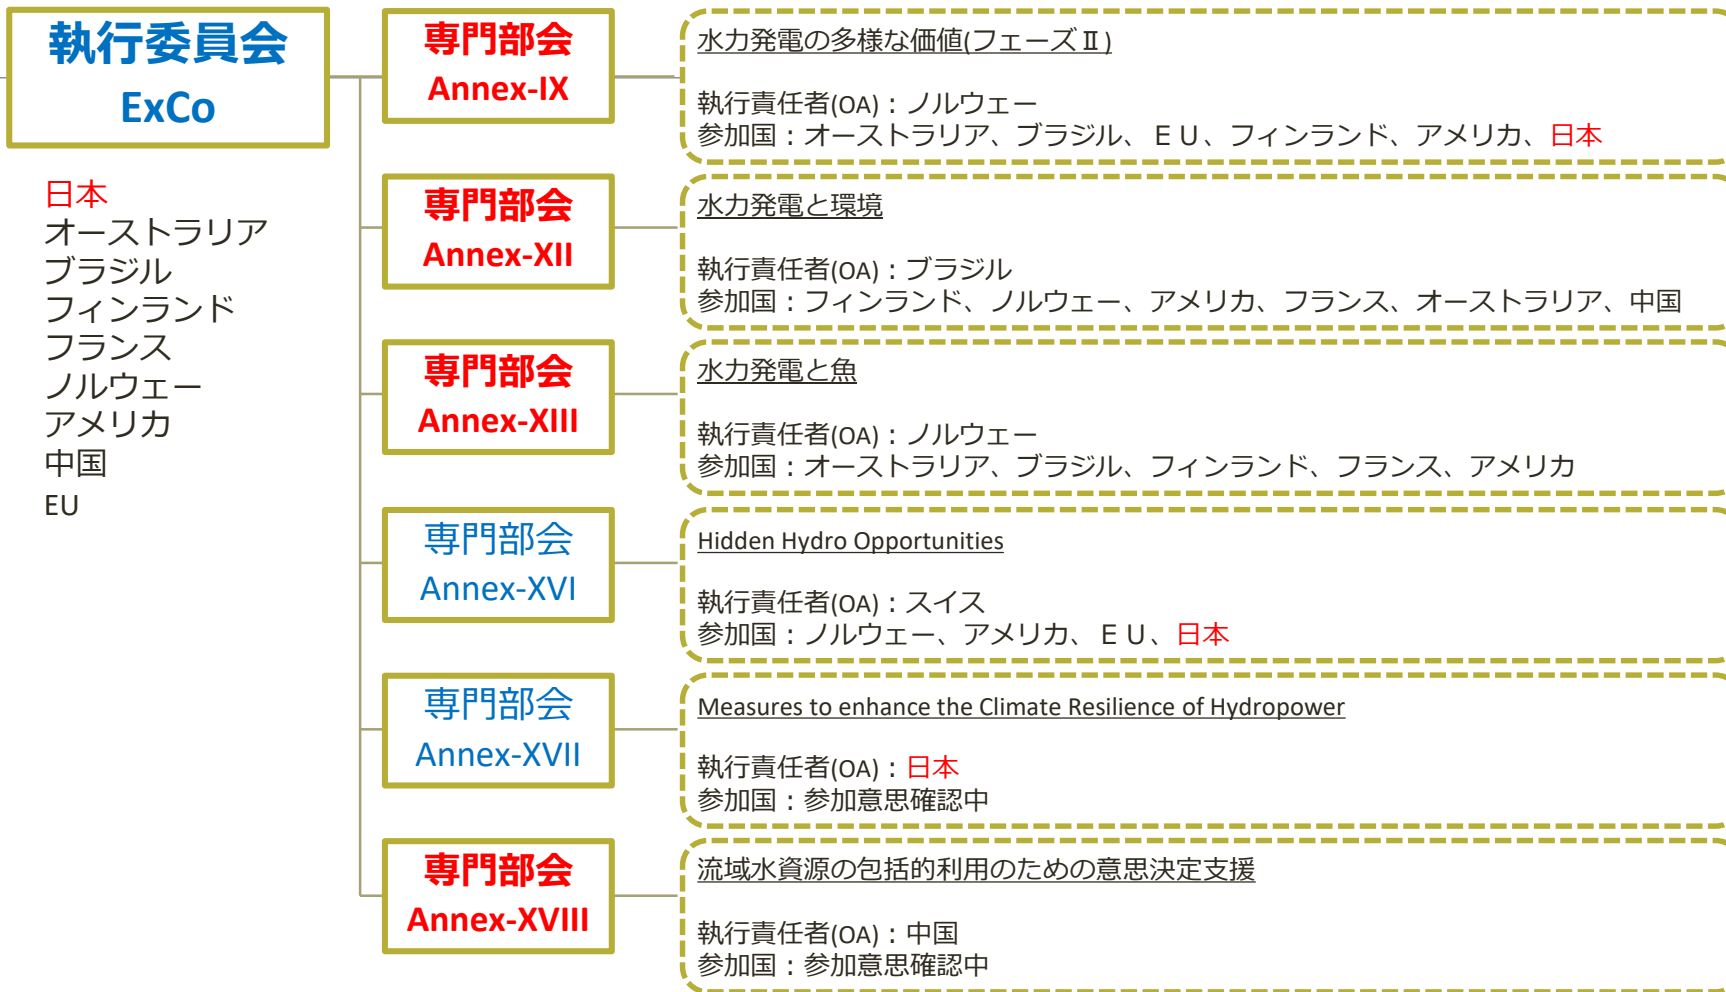 執行委員会
ExCo
日本
オーストラリア
ブラジル
フィンランド
フランス
ノルウェー
アメリカ
中国
EU
専門部会
Annex-IX
水力発電の多様な価値(フェーズⅡ)
執行責任者(OA)：ノルウェー
参加国：オーストラリア、ブラジル、ＥＵ、フィンランド、アメリカ、日本
専門部会
Annex-XII
水力発電と環境
執行責任者(OA)：ブラジル
参加国：フィンランド、ノルウェー、アメリカ、フランス、オーストラリア、中国
専門部会
Annex-XIII
水力発電と魚
執行責任者(OA)：ノルウェー
参加国：オーストラリア、ブラジル、フィンランド、フランス、アメリカ
専門部会
Annex-XVI
Hidden Hydro Opportunities
執行責任者(OA)：スイス
参加国：ノルウェー、アメリカ、ＥＵ、日本
専門部会
Annex-XVII
Measures to enhance the Climate Resilience of Hydropower
執行責任者(OA)：日本
参加国：参加意思確認中
専門部会
Annex-XVIII
流域水資源の包括的利用のための意思決定支援
執行責任者(OA)：中国
参加国：参加意思確認中